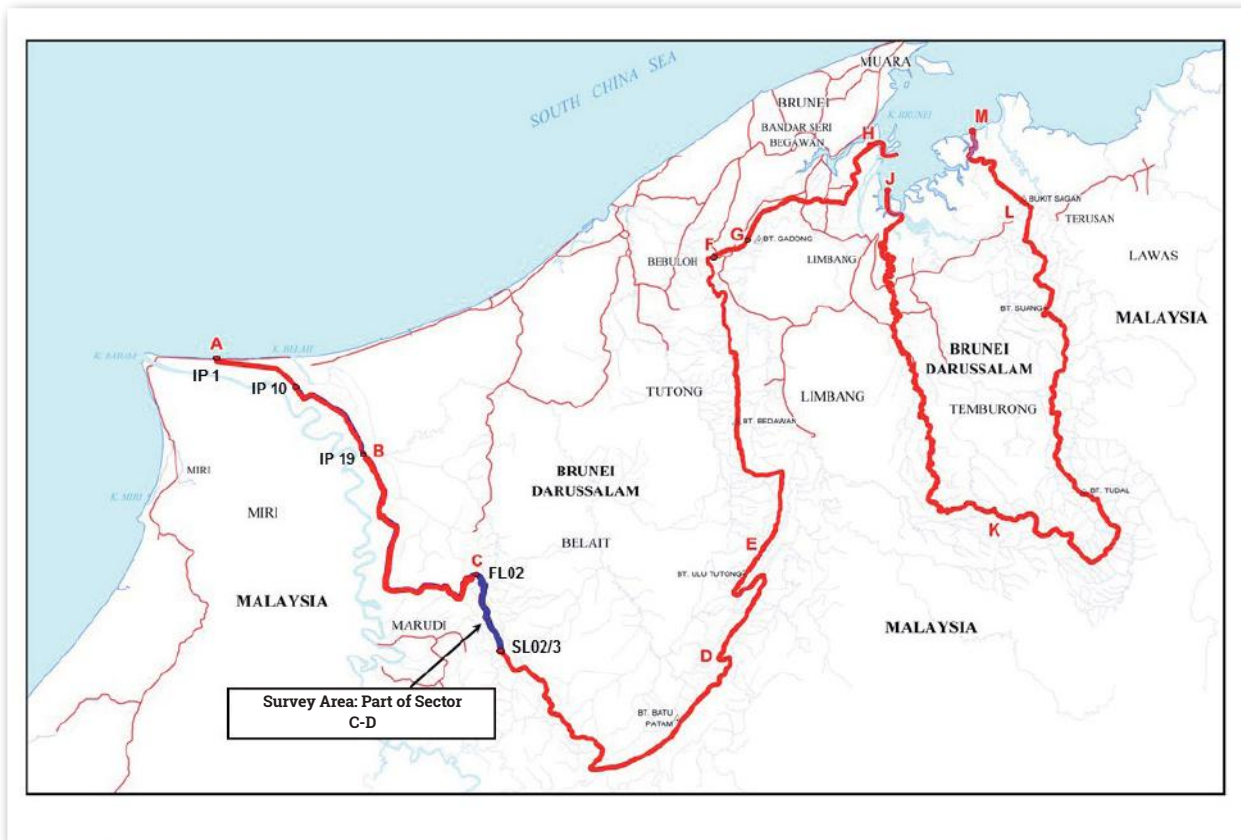 SOUTH CHINA SEA
MUARA
BRUNEI
K. BRUNEI
BANDAR SERI
BEGAWAN
H
M
J
BUKIT SAGAN
L
TERUSAN
F
G
BT. GADONG
BEBULOH
LIMBANG
LAWAS
MALAYSIA
BT. SUANG
A
K. BARAM
K. BELAIT
IP 1
IP 10
TUTONG
LIMBANG
BRUNEI
DARUSSALAM
TEMBURONG
BT. BEDAWAN
IP 19
B
MIRI
K. MIRI
MIRI
BRUNEI
DARUSSALAM
BT. TUDAL
K
BELAIT
E
C
FL02
BT. ULU TUTONG
MALAYSIA
MARUDI
MALAYSIA
SL02/3
D
Survey Area: Part of Sector
C-D
BT. BATU
PATAM